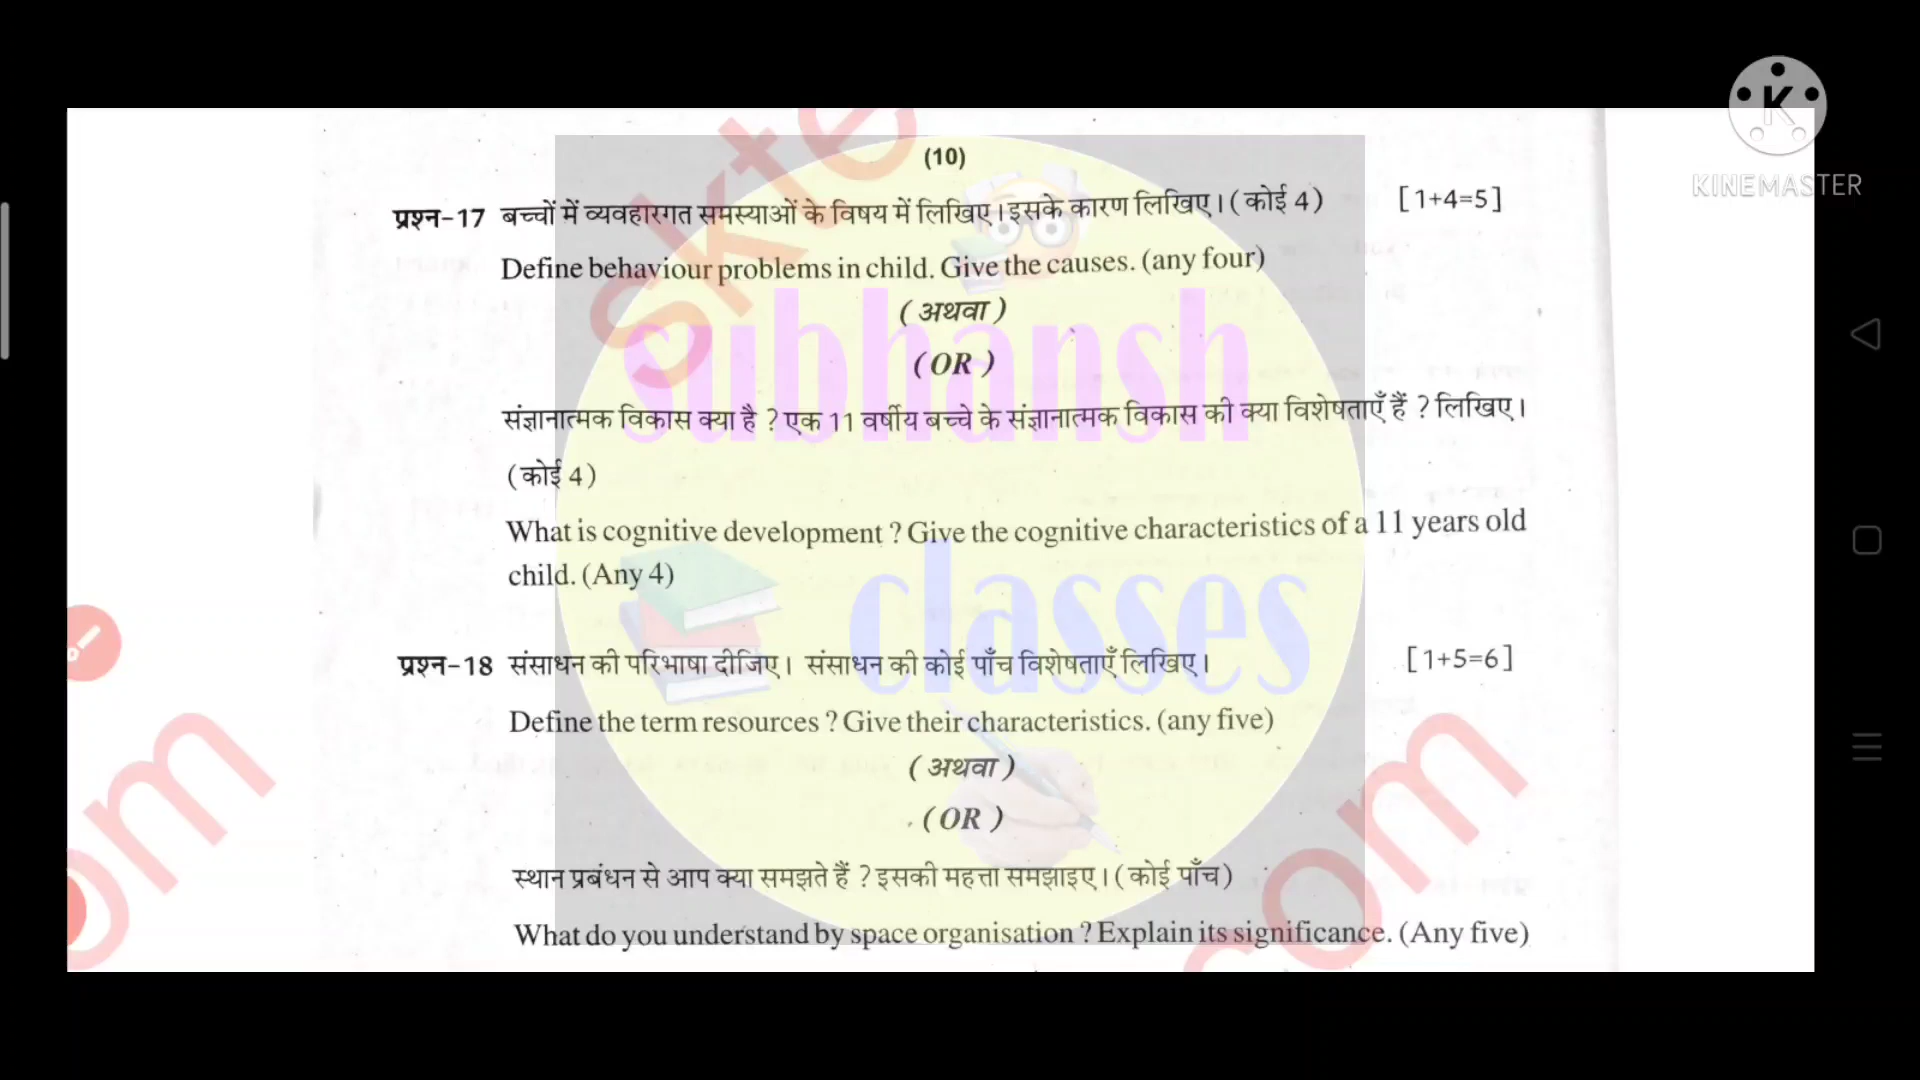 K
KINEMASTER
(10)
प्रश्न-17 बच्चों में व्यवहारगत समस्याओं के विषय में लिखिए। इसके कारण लिखिए। (कोई 4) [1+4=5]
Define behaviour problems in child. Give the causes. (any four)
(अथवा)
(OR)
संज्ञानात्मक विकास क्या है ? एक 11 वर्षीय बच्चे के संज्ञानात्मक विकास की क्या विशेषताएँ हैं ? लिखिए।
(कोई 4)
What is cognitive development ? Give the cognitive characteristics of a 11 years old
child. (Any 4)
प्रश्न-18 संसाधन की परिभाषा दीजिए। संसाधन की कोई पाँच विशेषताएँ लिखिए। [1+5=6]
Define the term resources ? Give their characteristics. (any five)
(अथवा)
(OR)
स्थान प्रबंधन से आप क्या समझते हैं ? इसकी महत्ता समझाइए। (कोई पाँच)
What do you understand by space organisation ? Explain its significance. (Any five)
subhansh
classes
skte
om
com